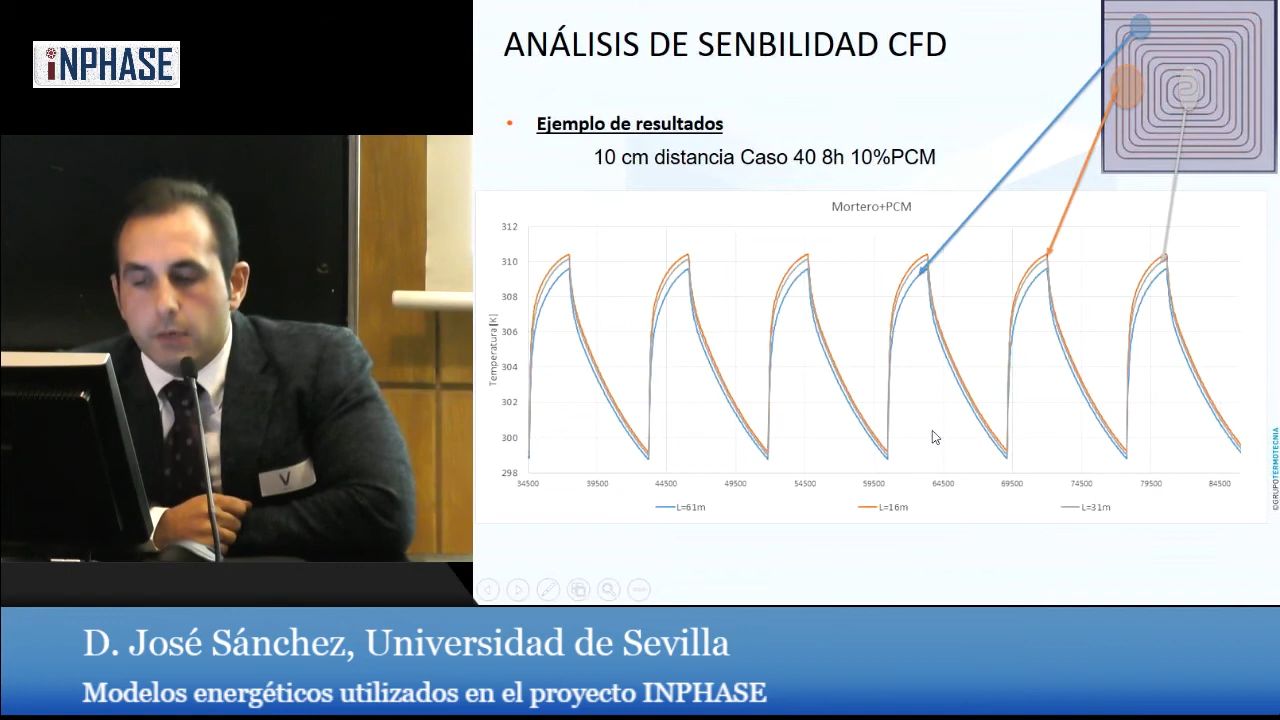 iNPHASE
ANÁLISIS DE SENBILIDAD CFD
• Ejemplo de resultados
10 cm distancia Caso 40 8h 10%PCM
Mortero+PCM
Temperatura [K]
312
310
308
306
304
302
300
298
34500 39500 44500 49500 54500 59500 64500 69500 74500 79500 84500
L=61m L=16m L=31m
©GRUPOTERMOTECNIA
V
D. José Sánchez, Universidad de Sevilla
Modelos energéticos utilizados en el proyecto INPHASE